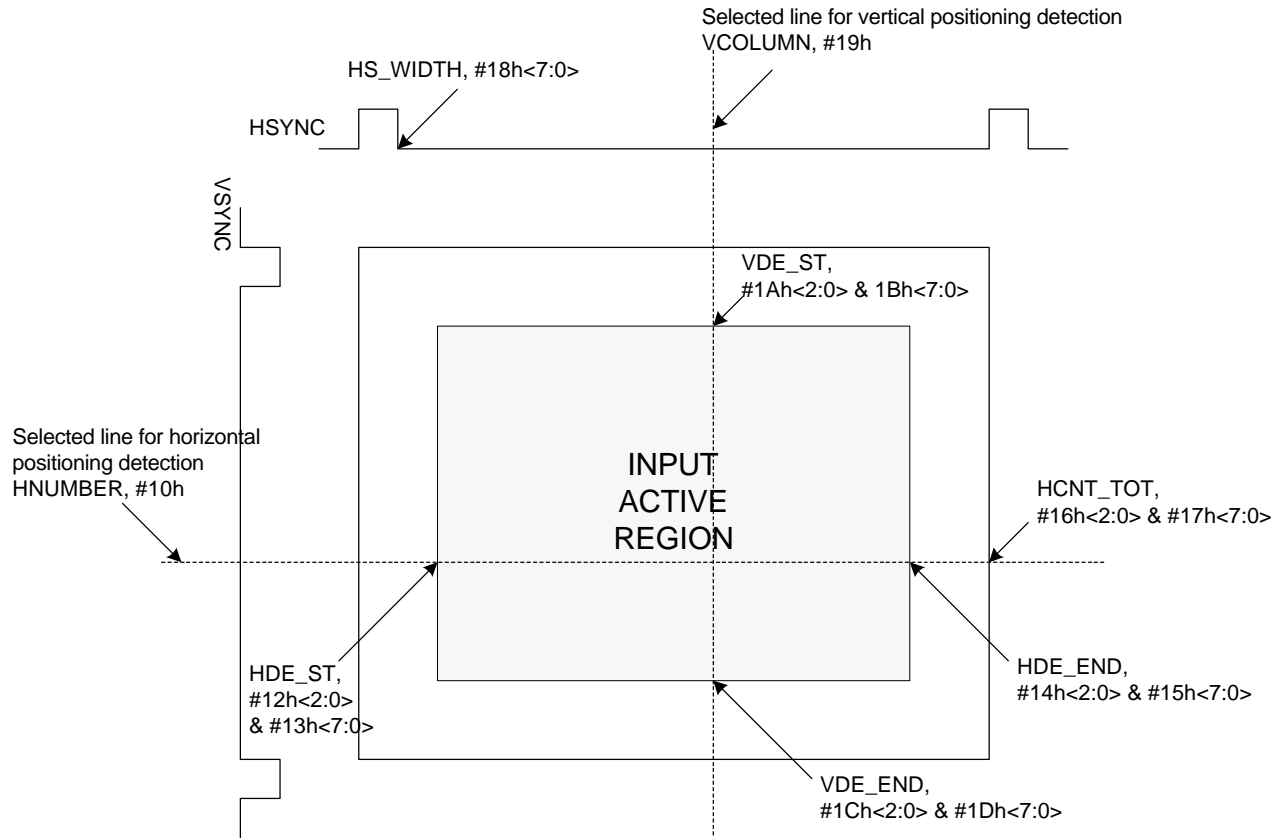 Selected line for vertical positioning detection
VCOLUMN, #19h
HS_WIDTH, #18h<7:0>
HSYNC
VSYNC
VDE_ST,
#1Ah<2:0> & 1Bh<7:0>
Selected line for horizontal
positioning detection
HNUMBER, #10h
INPUT
ACTIVE
REGION
HCNT_TOT,
#16h<2:0> & #17h<7:0>
HDE_ST,
#12h<2:0>
& #13h<7:0>
HDE_END,
#14h<2:0> & #15h<7:0>
VDE_END,
#1Ch<2:0> & #1Dh<7:0>